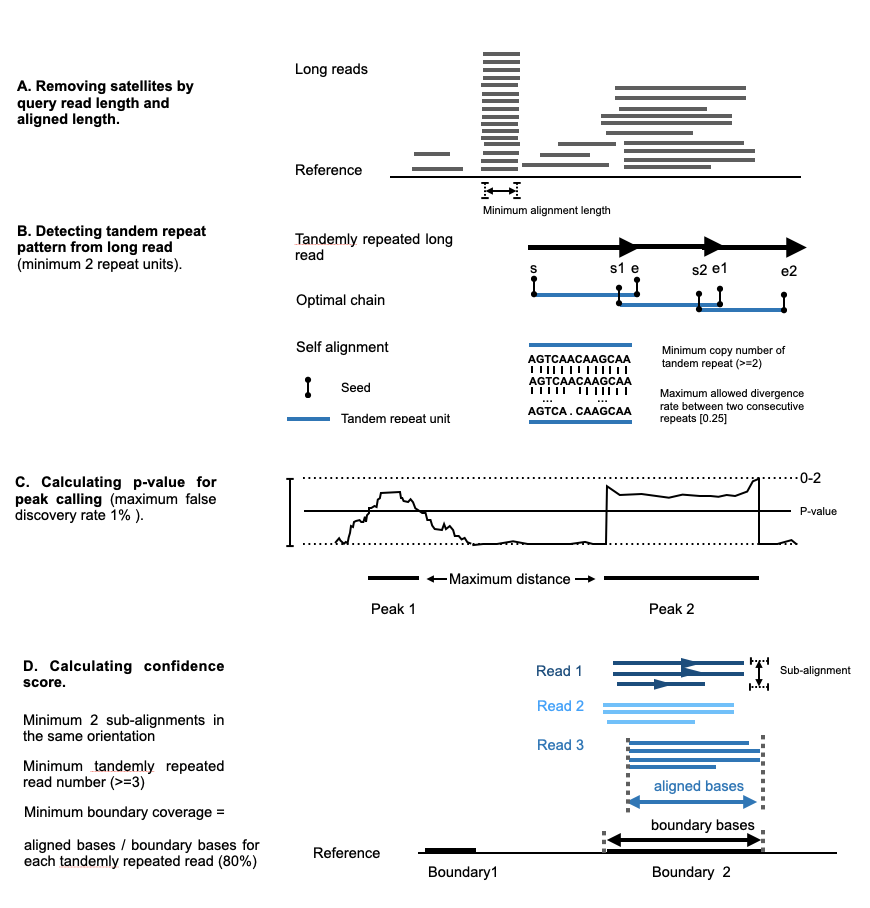 A. Removing satellites by
query read length and
aligned length.
Long reads
Reference
Minimum alignment length
B. Detecting tandem repeat
pattern from long read
(minimum 2 repeat units).
Tandemly repeated long
read
s
s1
e
s2
e1
e2
Optimal chain
Self alignment
AGTCAACAAGCAA
AGTCAACAAGCAA
... ...
AGTCA . CAAGCAA
Minimum copy number of
tandem repeat (>=2)
Maximum allowed divergence
rate between two consecutive
repeats [0.25]
Seed
Tandem repeat unit
C. Calculating p-value for
peak calling (maximum false
discovery rate 1% ).
0-2
P-value
Maximum distance
Peak 1
Peak 2
D. Calculating confidence
score.
Minimum 2 sub-alignments in
the same orientation
Minimum tandemly repeated
read number (>=3)
Minimum boundary coverage =
aligned bases / boundary bases for
each tandemly repeated read (80%)
Read 1
Sub-alignment
Read 2
Read 3
aligned bases
boundary bases
Reference
Boundary1
Boundary 2